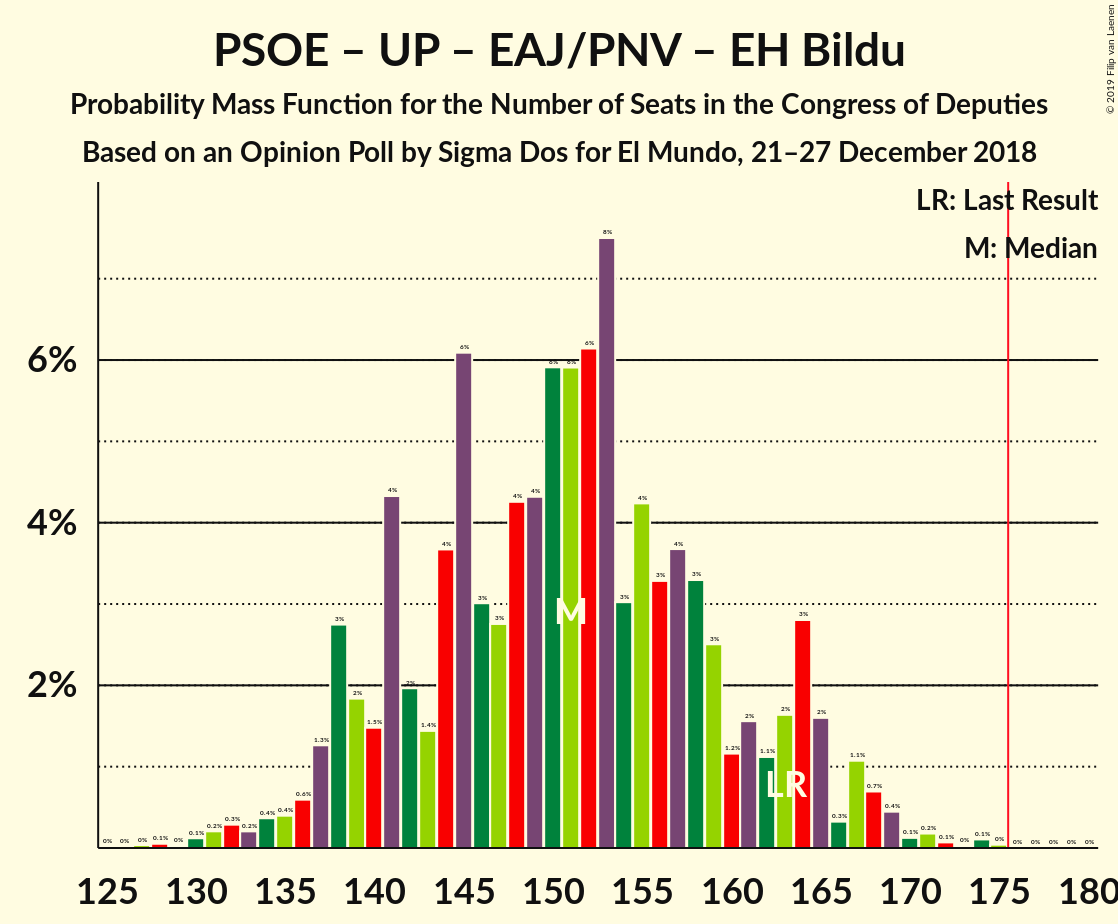 © 2019 Filip van Laenen
PSOE – UP – EAJ/PNV – EH Bildu
Probability Mass Function for the Number of Seats in the Congress of Deputies
Based on an Opinion Poll by Sigma Dos for El Mundo, 21–27 December 2018
LR: Last Result
M: Median
6%
4%
2%
0% 0% 0% 0.1% 0% 0.1% 0.2% 0.3% 0.2% 0.4% 0.4% 0.6% 1.3% 3% 2% 1.5% 4% 2% 1.4% 4% 6% 3% 3% 4% 4% 6% 6% 6% 8% 3% 4% 3% 4% 3% 3% 1.2% 2% 1.1% 2% 3% 2% 0.3% 1.1% 0.7% 0.4% 0.1% 0.2% 0.1% 0% 0.1% 0% 0% 0% 0% 0% 0%
M
LR
125 130 135 140 145 150 155 160 165 170 175 180